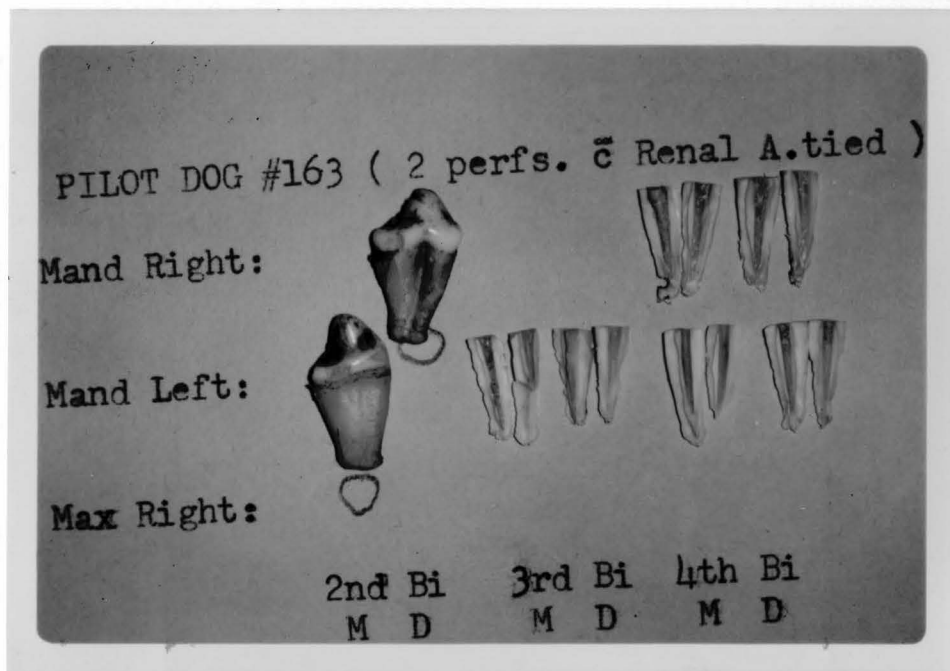 PILOT DOG #163 ( 2 perfs. c̄ Renal A.tied )
Mand Right:
Mand Left:
Max Right:
2nd Bi 3rd Bi 4th Bi
M D M D M D